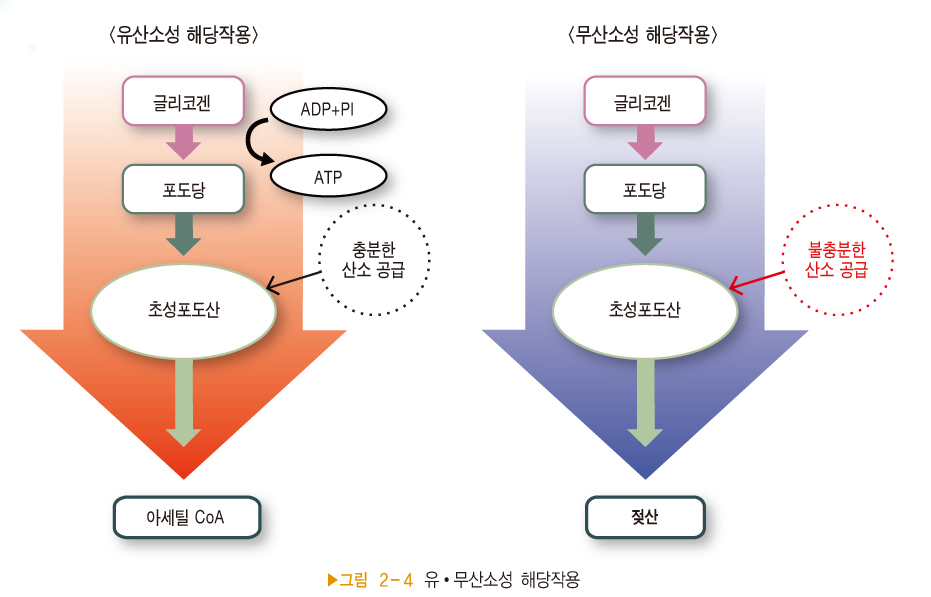 <유산소성 해당작용>
글리코겐
ADP+PI
ATP
포도당
충분한
산소 공급
초성포도산
아세틸 CoA
<무산소성 해당작용>
글리코겐
포도당
불충분한
산소 공급
초성포도산
젖산
▶그림 2-4 유·무산소성 해당작용